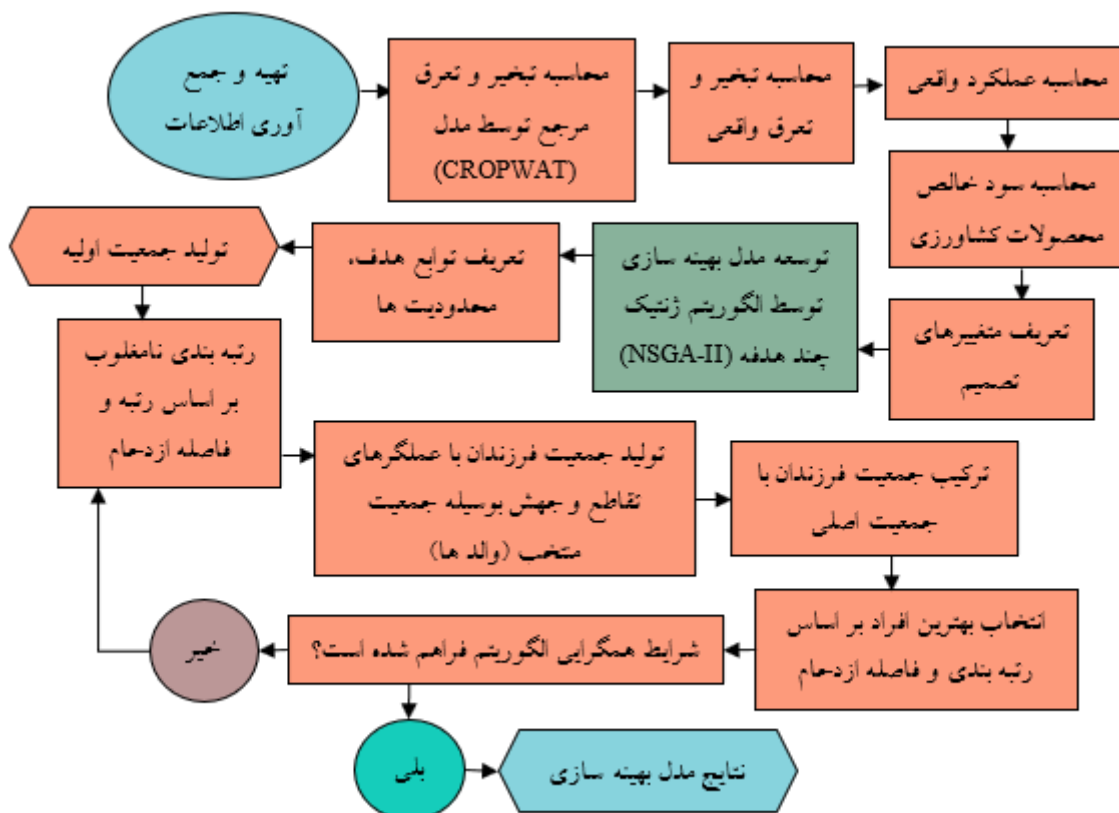 تهیه و جمع
آوری اطلاعات
محاسبه تبخیر و تعرق
مرجع توسط مدل
(CROPWAT)
محاسبه تبخیر و
تعرق واقعی
محاسبه عملکرد واقعی
محاسبه سود خالص
محصولات کشاورزی
تعریف متغیرهای
تصمیم
توسعه مدل بهینه سازی
توسط الگوریتم ژنتیک
چند هدفه (NSGA-II)
تعریف توابع هدف،
محدودیت ها
تولید جمعیت اولیه
رتبه بندی نامغلوب
بر اساس رتبه و
فاصله ازدحام
تولید جمعیت فرزندان با عملگرهای
تقاطع و جهش بوسیله جمعیت
منتخب (والد ها)
ترکیب جمعیت فرزندان با
جمعیت اصلی
انتخاب بهترین افراد بر اساس
رتبه بندی و فاصله ازدحام
شرایط همگرایی الگوریتم فراهم شده است؟
خیر
بلی
نتایج مدل بهینه سازی